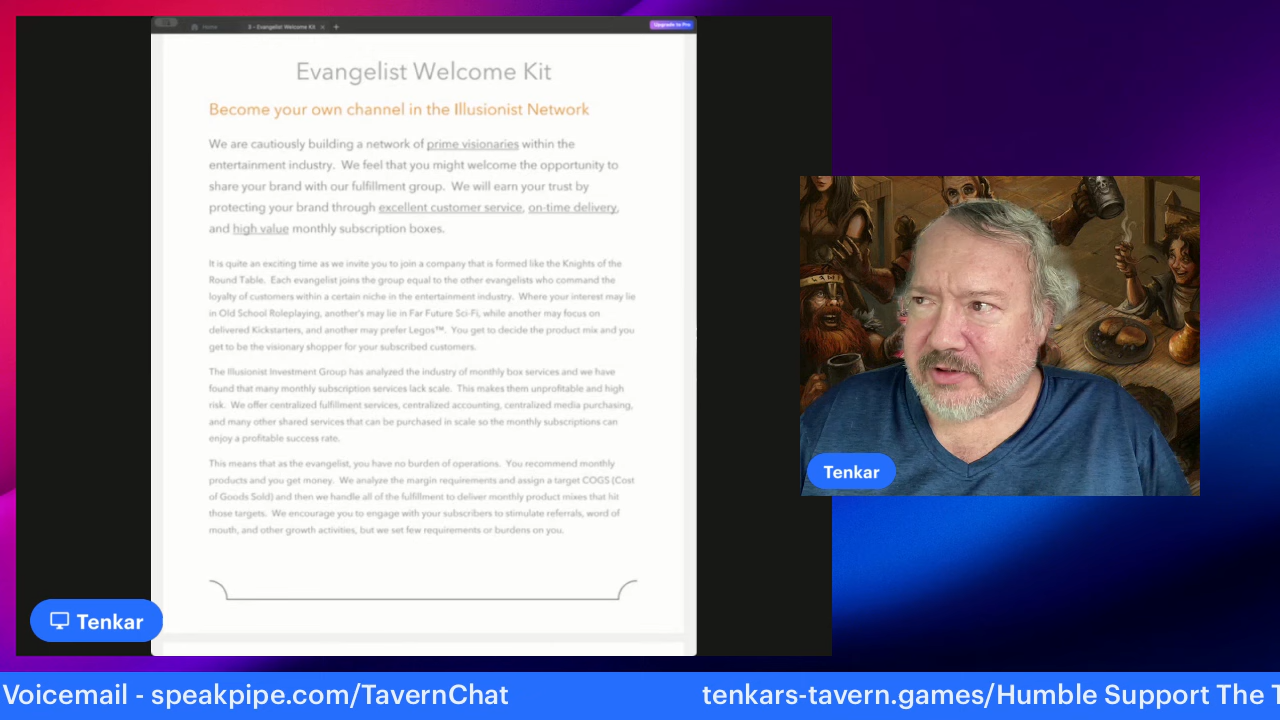 Home
3 - Evangelist Welcome Kit
Upgrade to Pro
Evangelist Welcome Kit
Become your own channel in the Illusionist Network
We are cautiously building a network of prime visionaries within the
entertainment industry. We feel that you might welcome the opportunity to
share your brand with our fulfillment group. We will earn your trust by
protecting your brand through excellent customer service, on-time delivery,
and high value monthly subscription boxes.
It is quite an exciting time as we invite you to join a company that is formed like the Knights of the
Round Table. Each evangelist joins the group equal to the other evangelists who command the
loyalty of customers within a certain niche in the entertainment industry. Where your interest may lie
in Old School Roleplaying, another's may lie in Far Future Sci-Fi, while another may focus on
delivered Kickstarters, and another may prefer Legos™. You get to decide the product mix and you
get to be the visionary shopper for your subscribed customers.
The Illusionist Investment Group has analyzed the industry of monthly box services and we have
found that many monthly subscription services lack scale. This makes them unprofitable and high
risk. We offer centralized fulfillment services, centralized accounting, centralized media purchasing,
and many other shared services that can be purchased in scale so the monthly subscriptions can
enjoy a profitable success rate.
This means that as the evangelist, you have no burden of operations. You recommend monthly
products and you get money. We analyze the margin requirements and assign a target COGS (Cost
of Goods Sold) and then we handle all of the fulfillment to deliver monthly product mixes that hit
those targets. We encourage you to engage with your subscribers to stimulate referrals, word of
mouth, and other growth activities, but we set few requirements or burdens on you.
Tenkar
Tenkar
Voicemail - speakpipe.com/TavernChat
tenkars-tavern.games/Humble Support The T